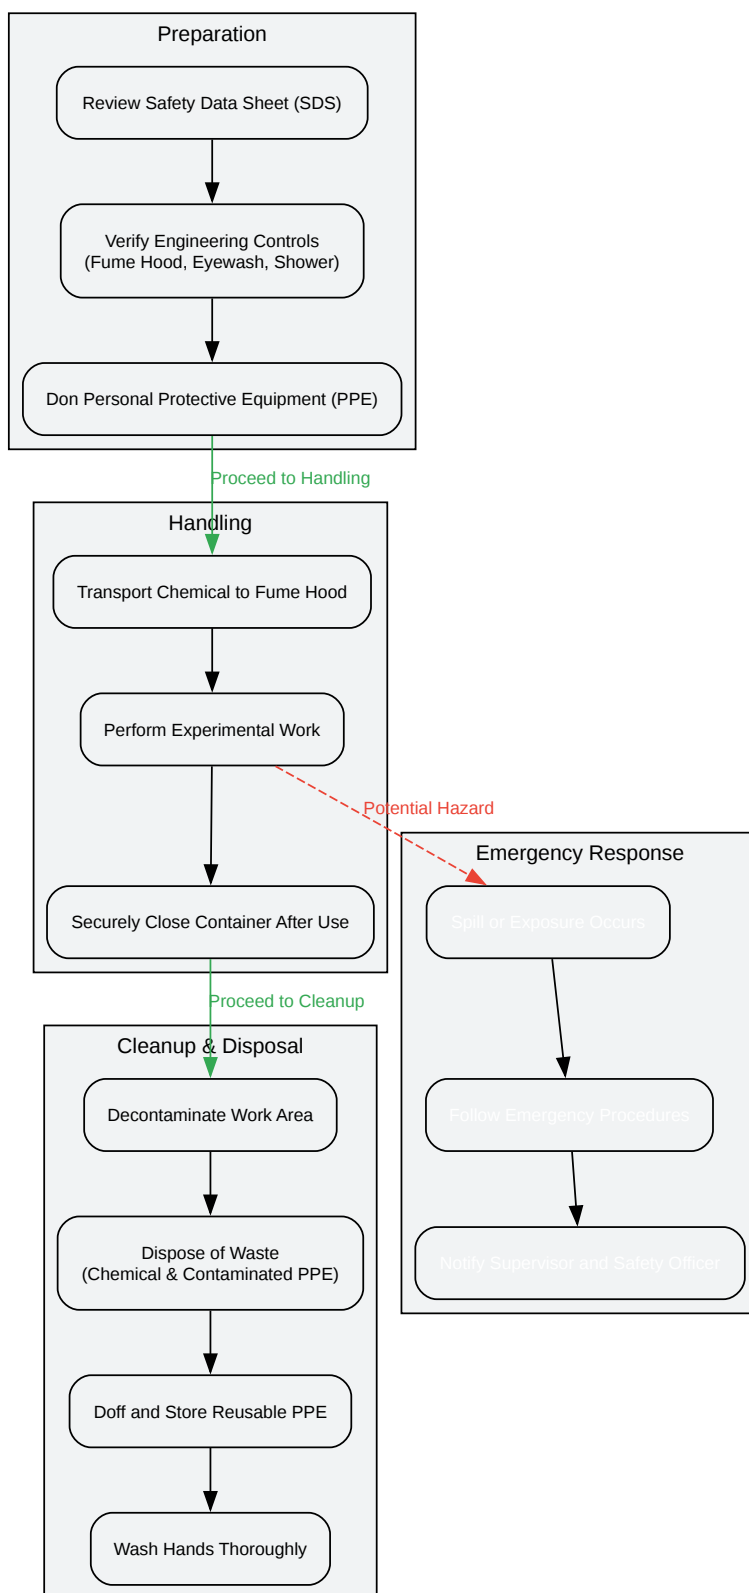 Preparation
Review Safety Data Sheet (SDS)
Verify Engineering Controls
(Fume Hood, Eyewash, Shower)
Don Personal Protective Equipment (PPE)
Proceed to Handling
Handling
Transport Chemical to Fume Hood
Perform Experimental Work
Potential Hazard
Emergency Response
Securely Close Container After Use
Spill or Exposure Occurs
Proceed to Cleanup
Cleanup & Disposal
Decontaminate Work Area
Follow Emergency Procedures
Dispose of Waste
(Chemical & Contaminated PPE)
Notify Supervisor and Safety Officer
Doff and Store Reusable PPE
Wash Hands Thoroughly